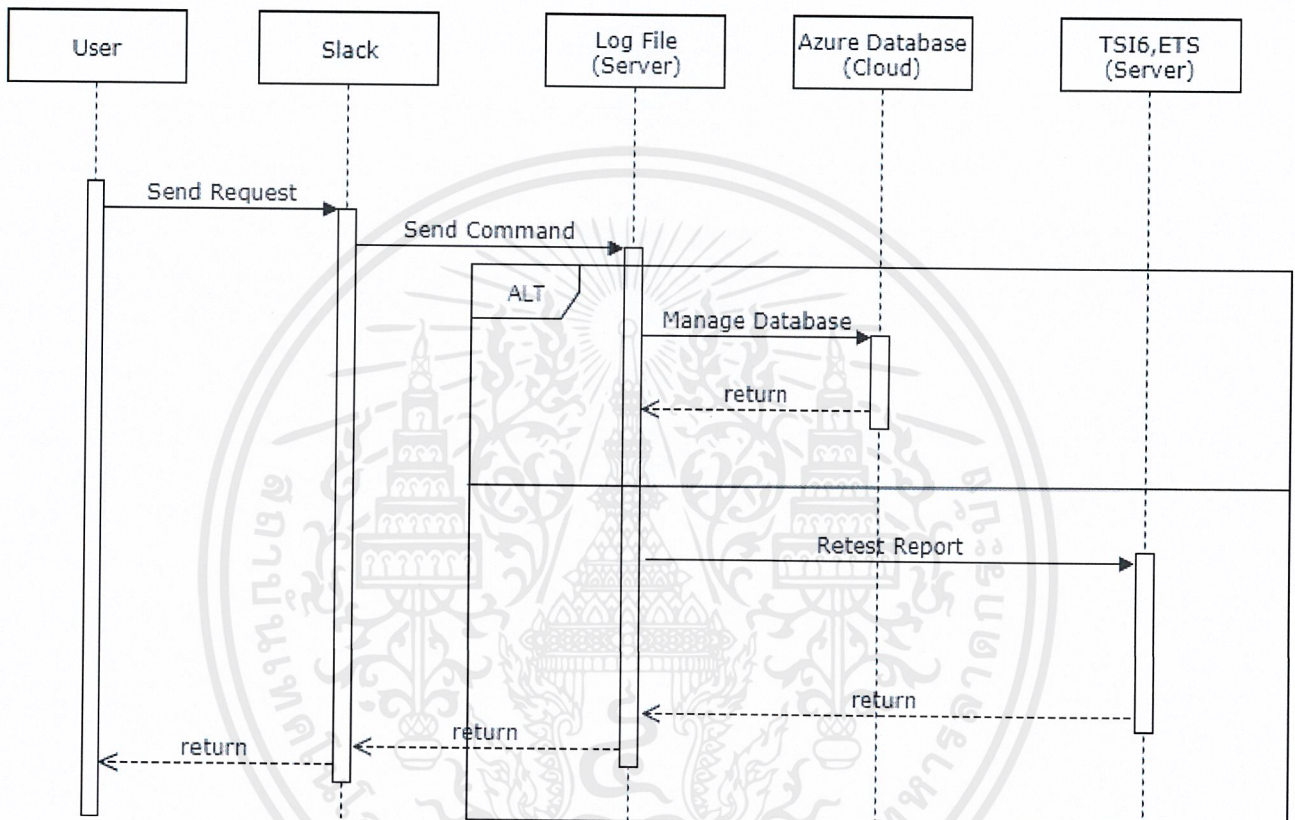 User
Slack
Log File
(Server)
Azure Database
(Cloud)
TSI6,ETS
(Server)
Send Request
Send Command
ALT
Manage Database
return
Retest Report
return
return
return